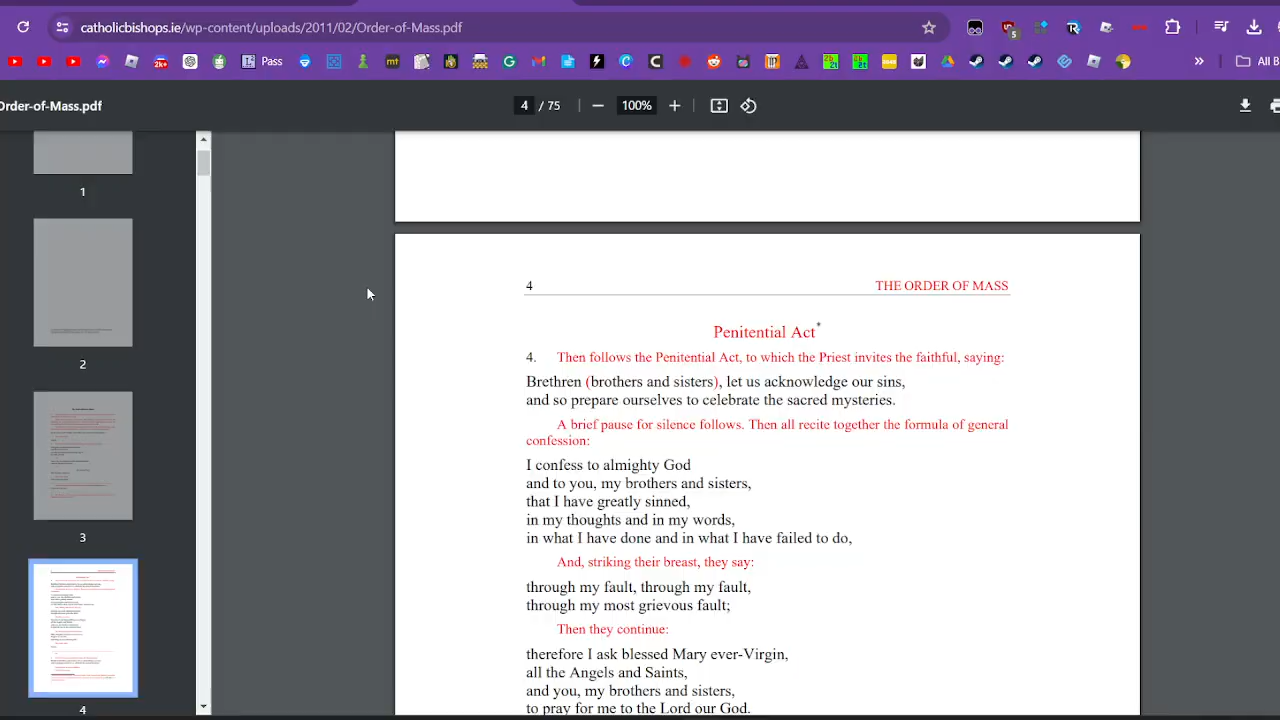 catholicbishops.ie/wp-content/uploads/2011/02/Order-of-Mass.pdf
5
2K+
Pass
mt
»
All B
Order-of-Mass.pdf
4 / 75
100%
1
2
3
4
4 THE ORDER OF MASS
Penitential Act*
4. Then follows the Penitential Act, to which the Priest invites the faithful, saying:
Brethren (brothers and sisters), let us acknowledge our sins,
and so prepare ourselves to celebrate the sacred mysteries.
A brief pause for silence follows. Then all recite together the formula of general
confession:
I confess to almighty God
and to you, my brothers and sisters,
that I have greatly sinned,
in my thoughts and in my words,
in what I have done and in what I have failed to do,
And, striking their breast, they say:
through my fault, through my fault,
through my most grievous fault;
Then they continue:
therefore I ask blessed Mary ever-Virgin,
all the Angels and Saints,
and you, my brothers and sisters,
to pray for me to the Lord our God.